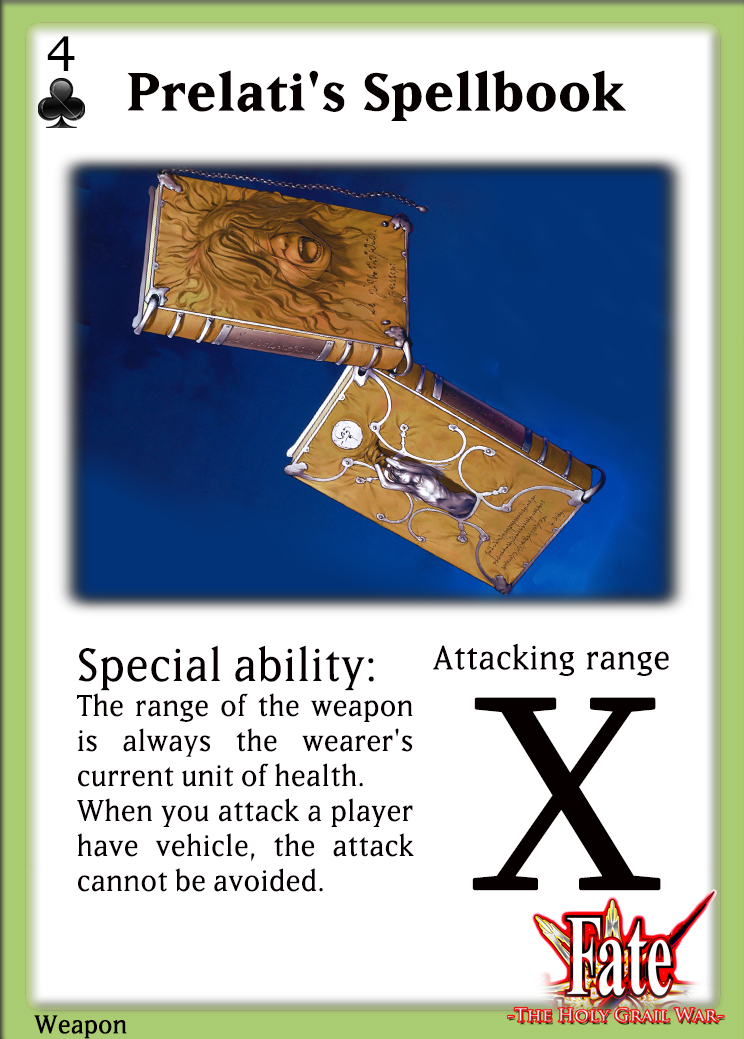 4
Prelati's Spellbook
Special ability:
The range of the weapon
is always the wearer's
current unit of health.
When you attack a player
have vehicle, the attack
cannot be avoided.
Attacking range
X
Fate
-THE HOLY GRAIL WAR-
Weapon